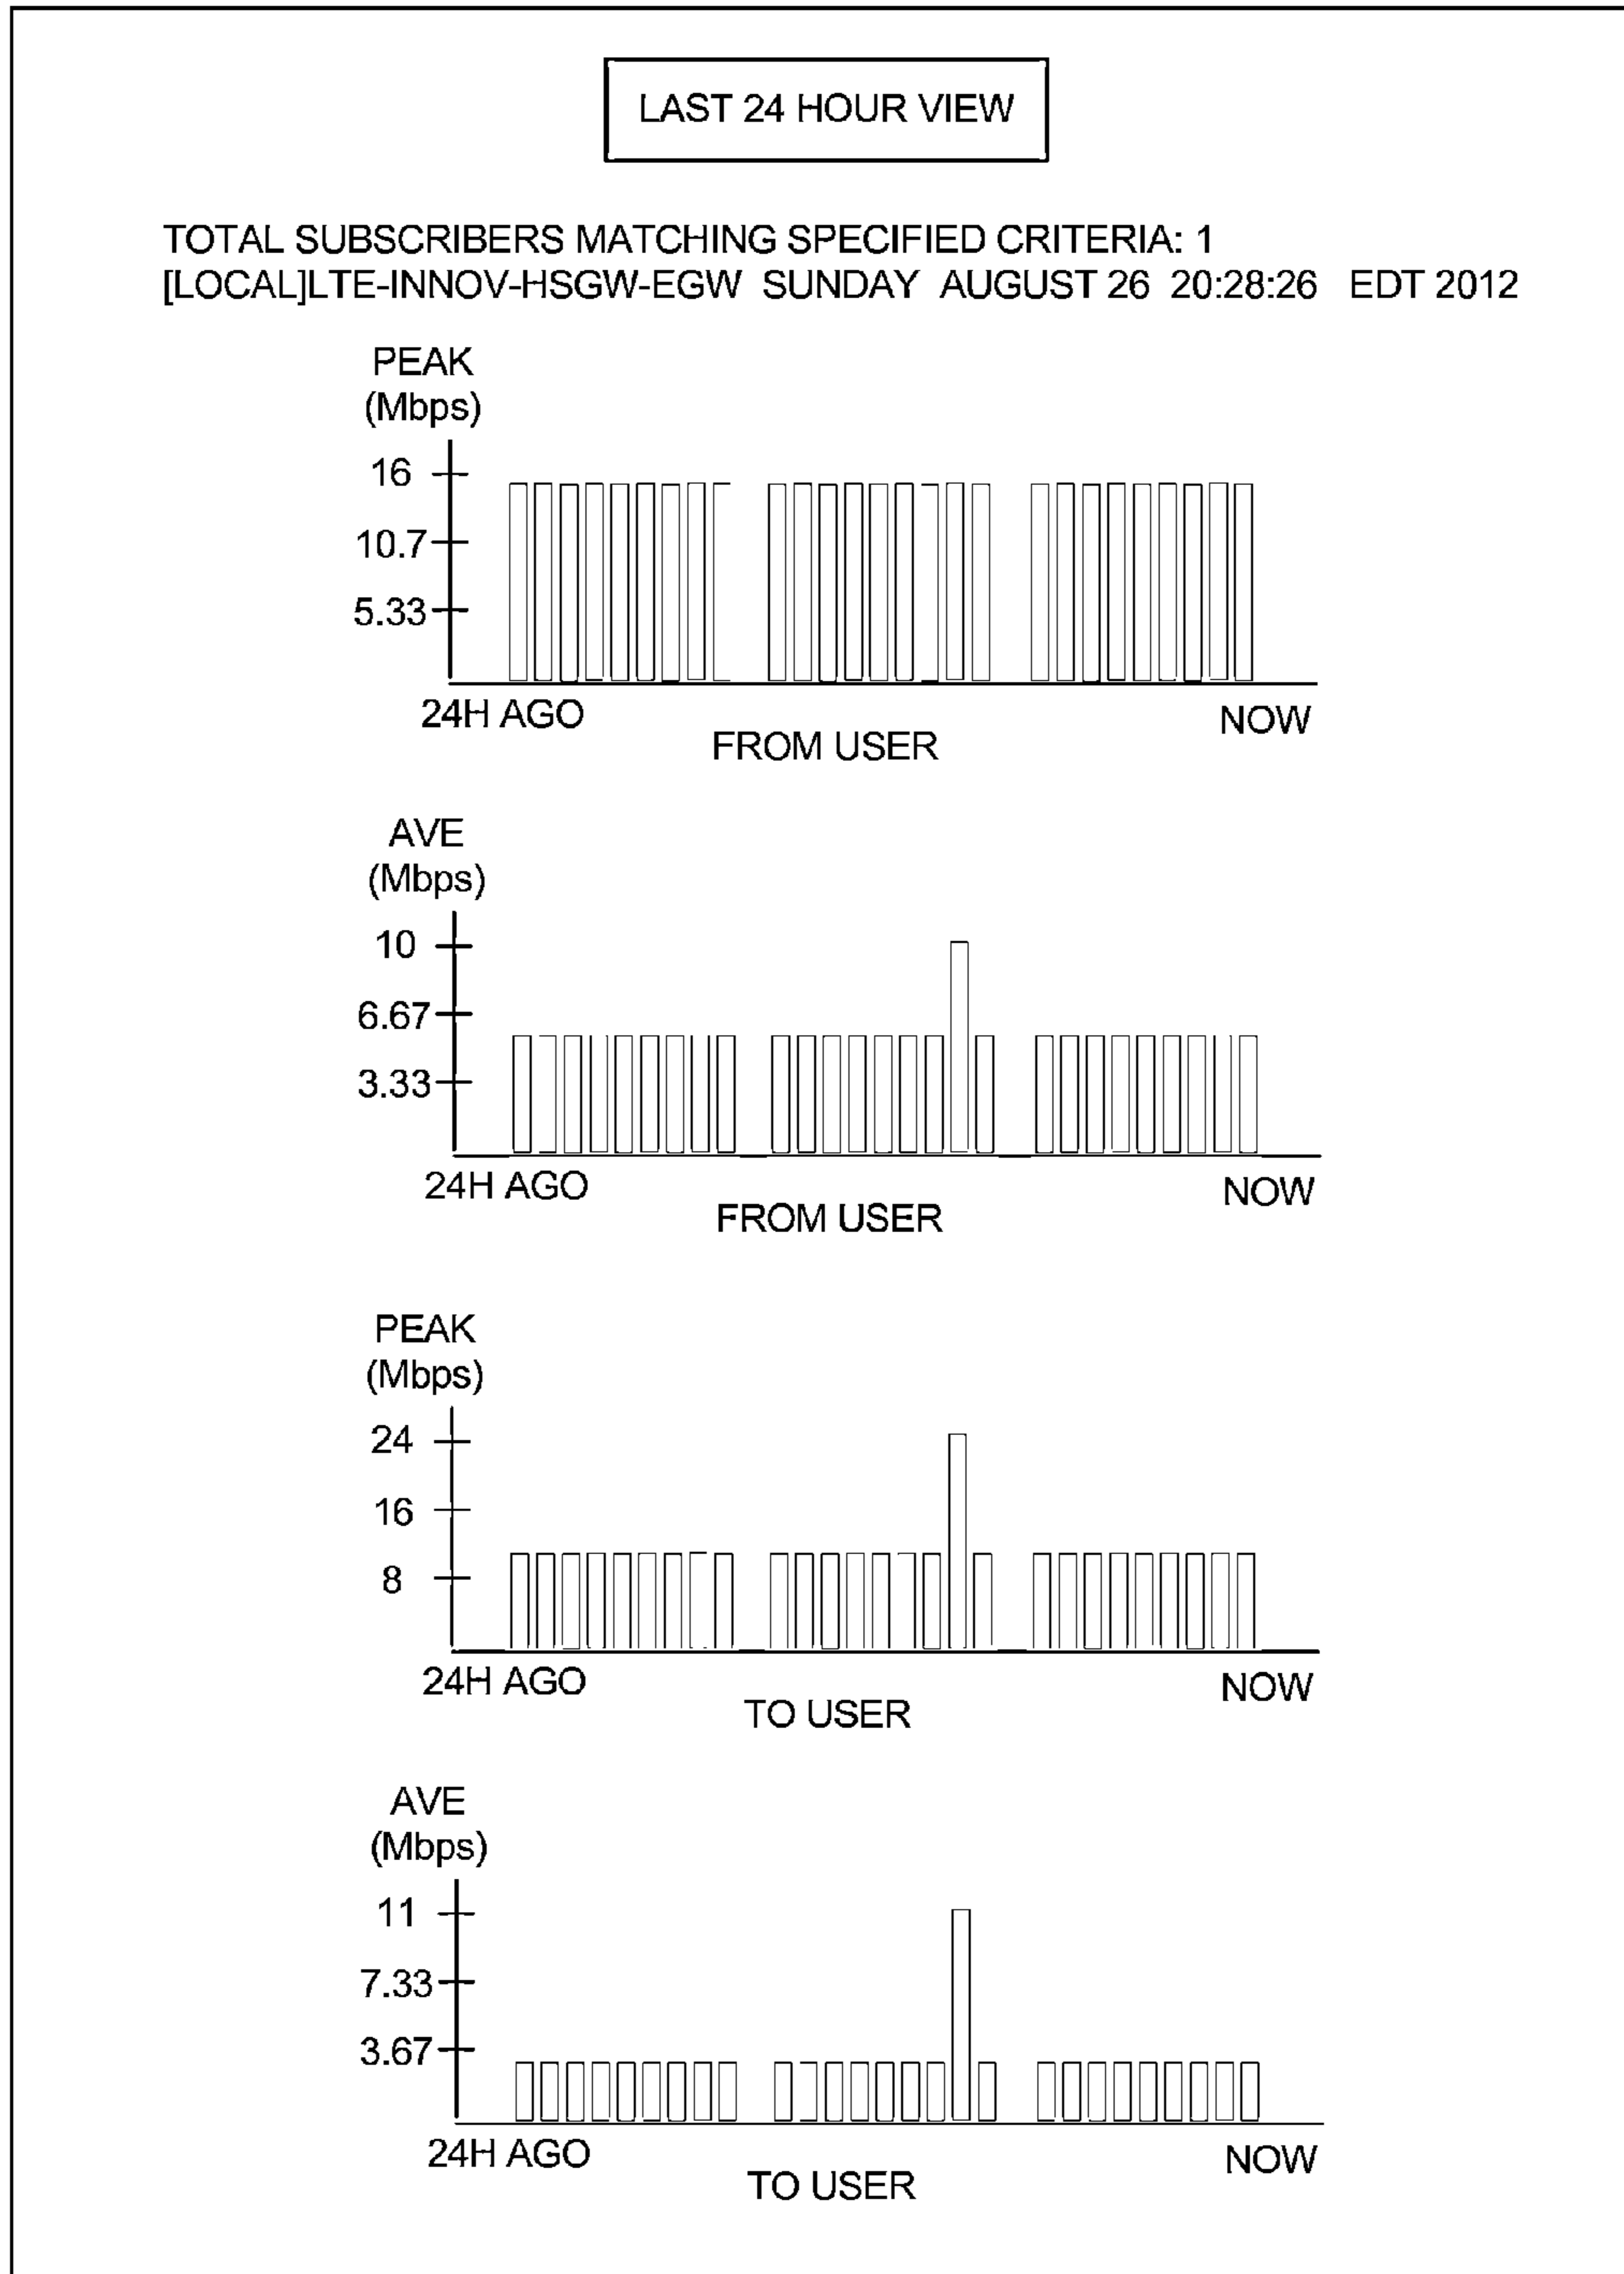 LAST 24 HOUR VIEW
TOTAL SUBSCRIBERS MATCHING SPECIFIED CRITERIA: 1
[LOCAL]LTE-INNOV-HSGW-EGW SUNDAY AUGUST 26 20:28:26 EDT 2012
PEAK
(Mbps)
16
10.7
5.33
24H AGO
NOW
FROM USER
AVE
(Mbps)
10
6.67
3.33
24H AGO
NOW
FROM USER
PEAK
(Mbps)
24
16
8
24H AGO
NOW
TO USER
AVE
(Mbps)
11
7.33
3.67
24H AGO
NOW
TO USER